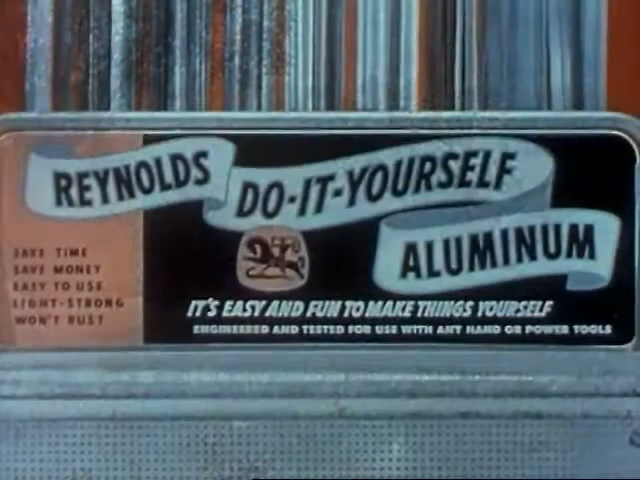 REYNOLDS
DO-IT-YOURSELF
ALUMINUM
SAVE TIME
SAVE MONEY
EASY TO USE
LIGHT-STRONG
WON'T RUST
IT'S EASY AND FUN TO MAKE THINGS YOURSELF
ENGINEERED AND TESTED FOR USE WITH ANY HAND OR POWER TOOLS